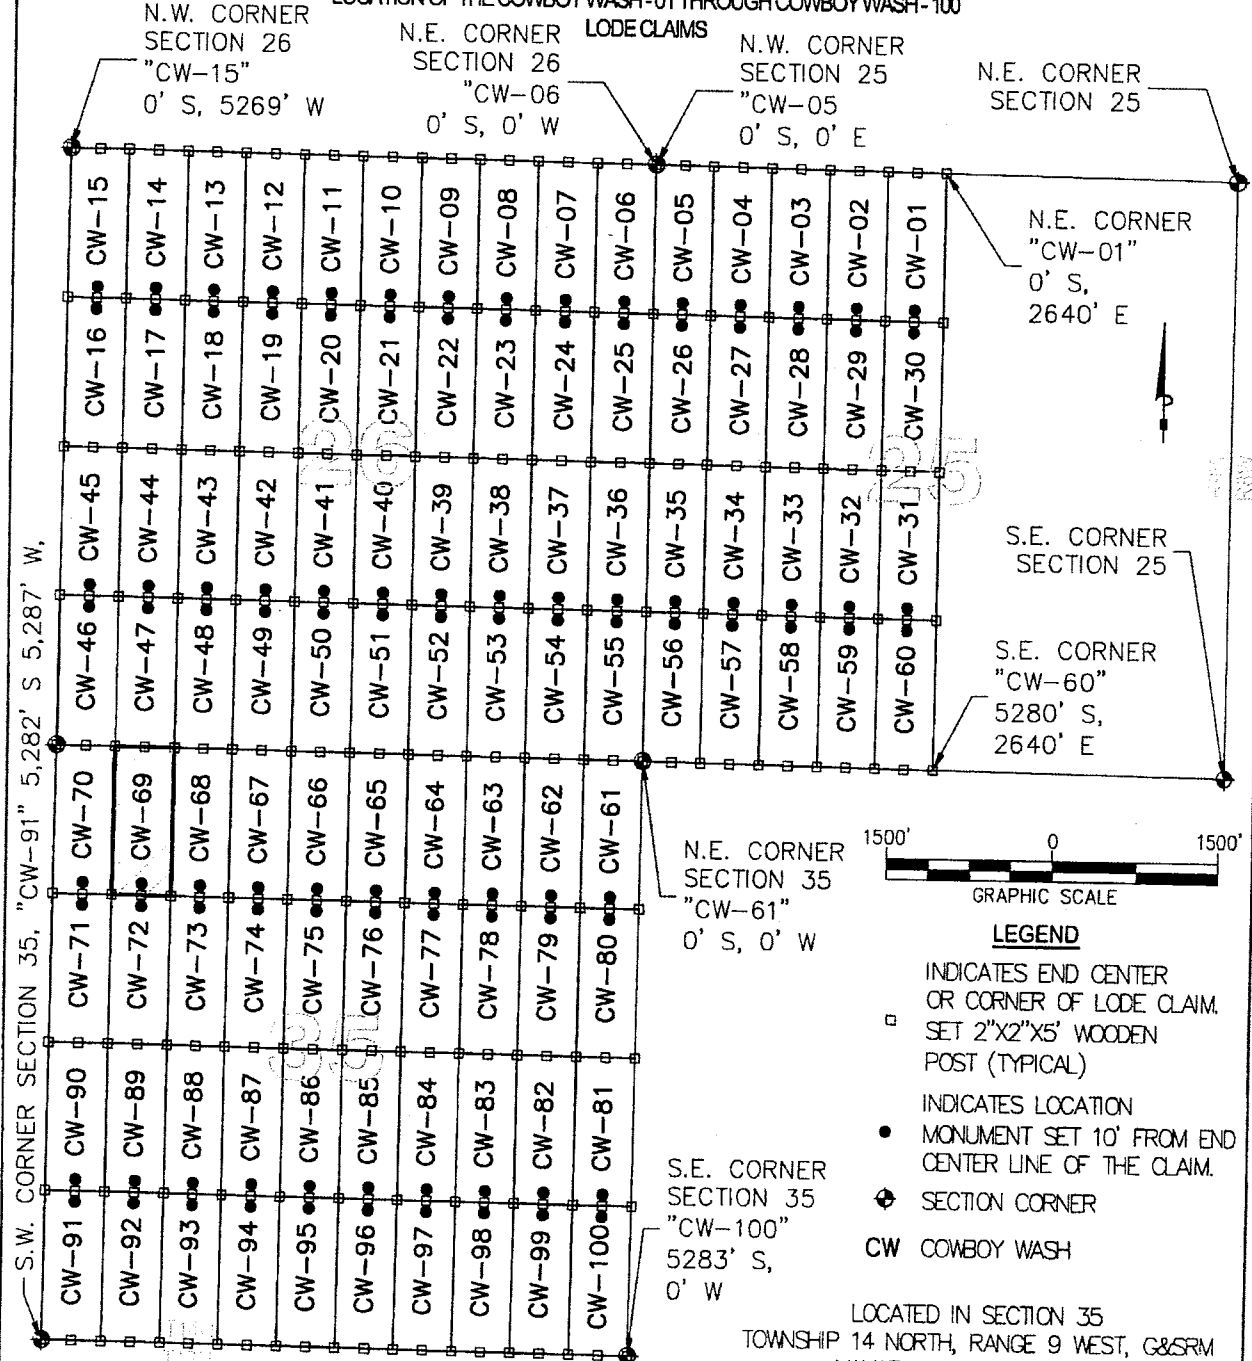 LOCATION OF THE COWBOY WASH-01 THROUGH COWBOY WASH-100
LODE CLAIMS
N.W. CORNER
SECTION 26
"CW-15"
0' S, 5269' W
N.E. CORNER
SECTION 26
"CW-06
0' S, 0' W
N.W. CORNER
SECTION 25
"CW-05
0' S, 0' E
N.E. CORNER
SECTION 25
CW-15 CW-14 CW-13 CW-12 CW-11 CW-10 CW-09 CW-08 CW-07 CW-06 CW-05 CW-04 CW-03 CW-02 CW-01
N.E. CORNER
"CW-01"
0' S,
2640' E
CW-16 CW-17 CW-18 CW-19 CW-20 CW-21 CW-22 CW-23 CW-24 CW-25 CW-26 CW-27 CW-28 CW-29 CW-30
26
25
CW-45 CW-44 CW-43 CW-42 CW-41 CW-40 CW-39 CW-38 CW-37 CW-36 CW-35 CW-34 CW-33 CW-32 CW-31
S.E. CORNER
SECTION 25
CW-46 CW-47 CW-48 CW-49 CW-50 CW-51 CW-52 CW-53 CW-54 CW-55 CW-56 CW-57 CW-58 CW-59 CW-60
S.E. CORNER
"CW-60"
5280' S,
2640' E
CW-70 CW-69 CW-68 CW-67 CW-66 CW-65 CW-64 CW-63 CW-62 CW-61
N.E. CORNER
SECTION 35
"CW-61"
0' S, 0' W
CW-71 CW-72 CW-73 CW-74 CW-75 CW-76 CW-77 CW-78 CW-79 CW-80
35
CW-90 CW-89 CW-88 CW-87 CW-86 CW-85 CW-84 CW-83 CW-82 CW-81
CW-91 CW-92 CW-93 CW-94 CW-95 CW-96 CW-97 CW-98 CW-99 CW-100
S.W. CORNER SECTION 35, "CW-91" 5,282' S 5,287' W,
S.E. CORNER
SECTION 35
"CW-100"
5283' S,
0' W
1500' 0 1500'
GRAPHIC SCALE
LEGEND
INDICATES END CENTER
OR CORNER OF LODE CLAIM.
SET 2"X2"X5' WOODEN
POST (TYPICAL)
INDICATES LOCATION
MONUMENT SET 10' FROM END
CENTER LINE OF THE CLAIM.
SECTION CORNER
CW COWBOY WASH
LOCATED IN SECTION 35
TOWNSHIP 14 NORTH, RANGE 9 WEST, G&SRM